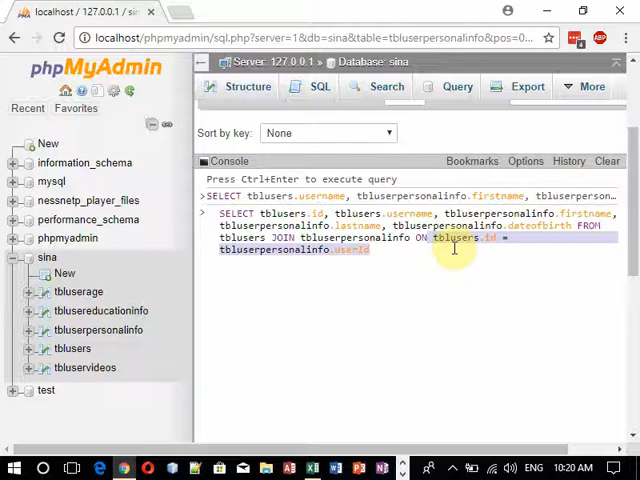 localhost / 127.0.0.1 / si
localhost/phpmyadmin/sql.php?server=1&db=sina&table=tbluserpersonalinfo&pos=0...
4
ABP
phpMyAdmin
Recent Favorites
New
information_schema
mysql
nessnetp_player_files
performance_schema
phpmyadmin
sina
New
tbluserage
tblusereducationinfo
tbluserpersonalinfo
tblusers
tbluservideos
test
Server: 127.0.0.1 » Database: sina
Structure SQL Search Query Export More
Sort by key: None
Console Bookmarks Options History Clear
Press Ctrl+Enter to execute query
>SELECT tblusers.username, tbluserpersonalinfo.firstname, tbluserperson...
> SELECT tblusers.id, tblusers.username, tbluserpersonalinfo.firstname,
tbluserpersonalinfo.lastname, tbluserpersonalinfo.dateofbirth FROM
tblusers JOIN tbluserpersonalinfo ON tblusers.id =
tbluserpersonalinfo.userId
ENG 10:20 AM